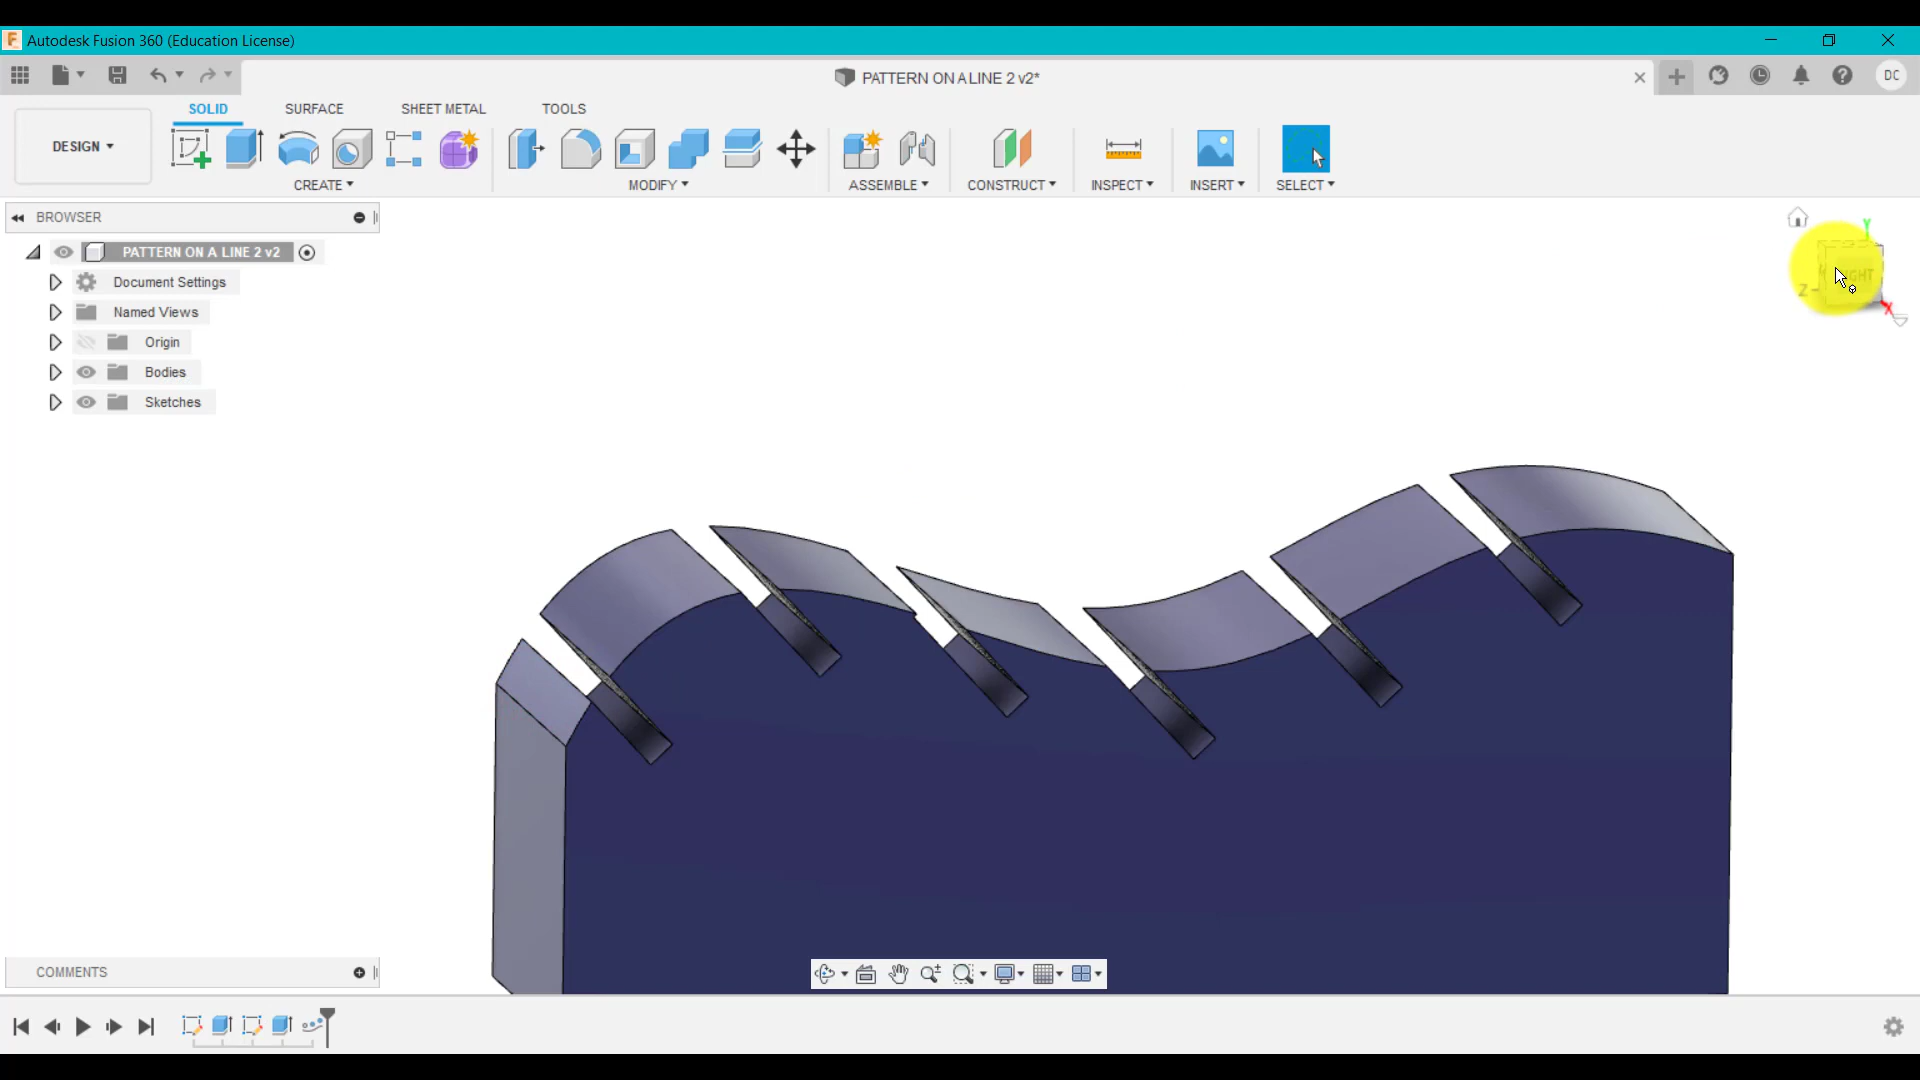 Autodesk Fusion 360 (Education License)
PATTERN ON A LINE 2 v2*
DC
SOLID
SURFACE
SHEET METAL
TOOLS
DESIGN
CREATE
MODIFY
ASSEMBLE
CONSTRUCT
INSPECT
INSERT
SELECT
BROWSER
PATTERN ON A LINE 2 v2
Document Settings
Named Views
Origin
Bodies
Sketches
Y
RIGHT
Z
X
COMMENTS